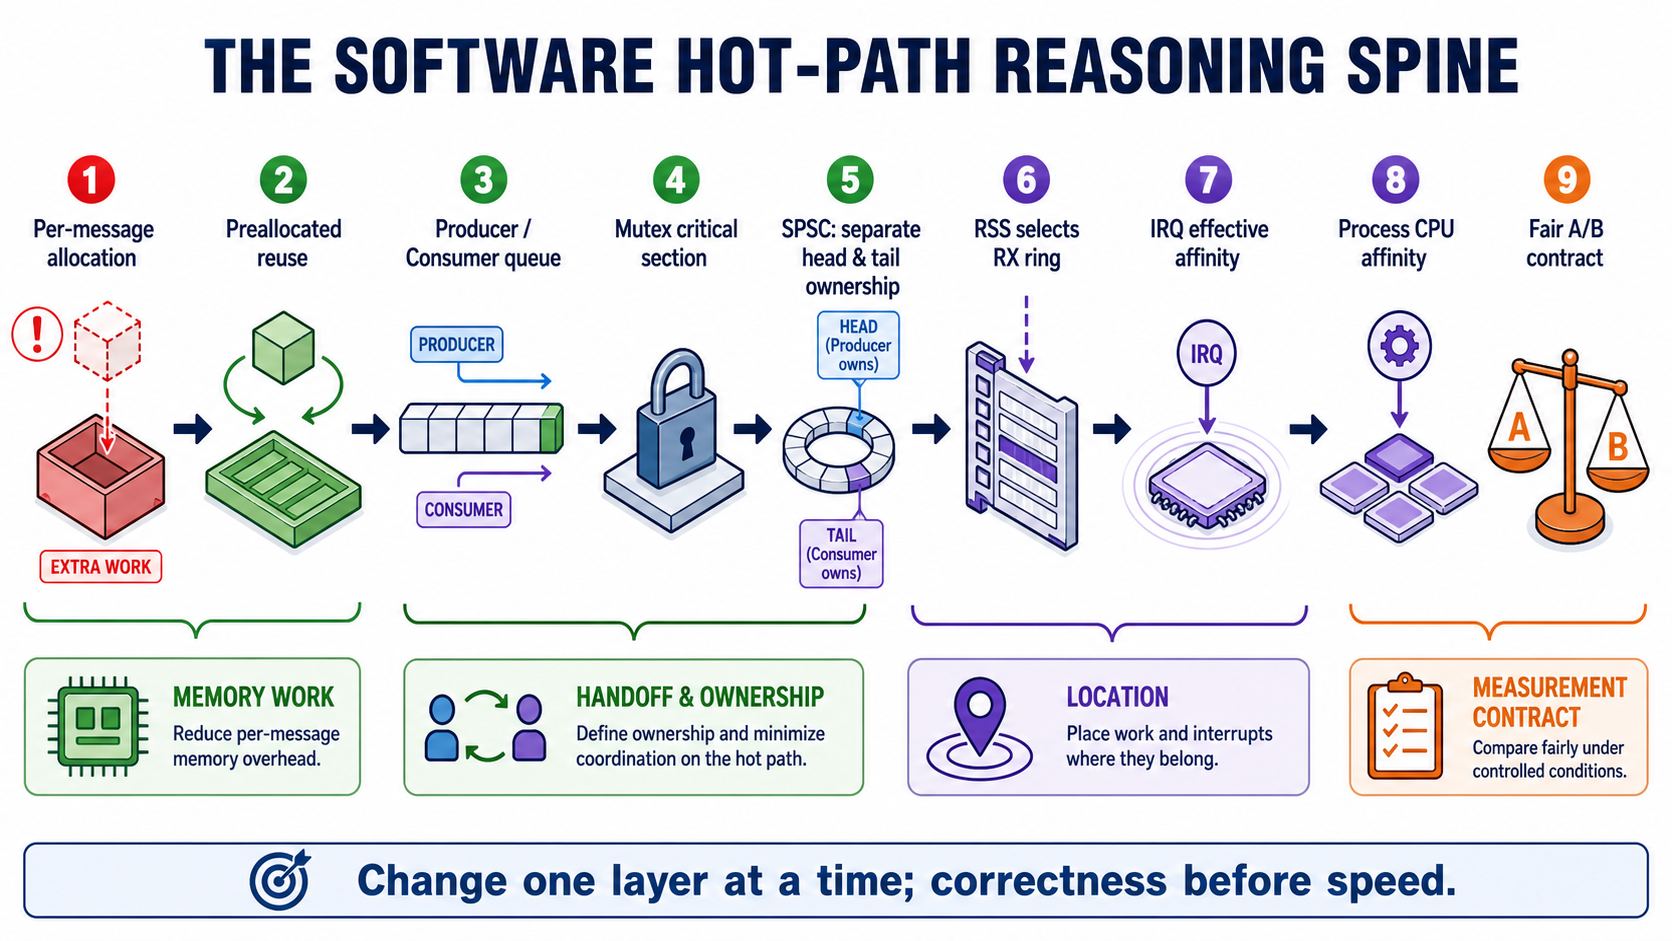 THE SOFTWARE HOT-PATH REASONING SPINE
1
Per-message
allocation
!
EXTRA WORK
2
Preallocated
reuse
3
Producer /
Consumer queue
PRODUCER
CONSUMER
4
Mutex critical
section
5
SPSC: separate
head & tail
ownership
HEAD
(Producer
owns)
TAIL
(Consumer
owns)
6
RSS selects
RX ring
7
IRQ effective
affinity
IRQ
8
Process CPU
affinity
9
Fair A/B
contract
A
B
MEMORY WORK
Reduce per-message
memory overhead.
HANDOFF & OWNERSHIP
Define ownership and minimize
coordination on the hot path.
LOCATION
Place work and interrupts
where they belong.
MEASUREMENT
CONTRACT
Compare fairly under
controlled conditions.
Change one layer at a time; correctness before speed.